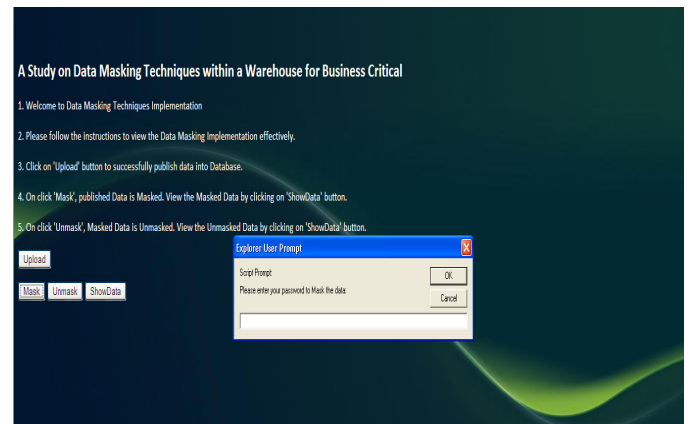 A Study on Data Masking Techniques within a Warehouse for Business Critical
1. Welcome to Data Masking Techniques Implementation
2. Please follow the instructions to view the Data Masking Implementation effectively.
3. Click on 'Upload' button to successfully publish data into Database.
4. On click 'Mask', published Data is Masked. View the Masked Data by clicking on 'ShowData' button.
5. On click 'Unmask', Masked Data is Unmasked. View the Unmasked Data by clicking on 'ShowData' button.
Upload
Mask Unmask ShowData
Explorer User Prompt
Script Prompt:
OK
Please enter your password to Mask the data:
Cancel